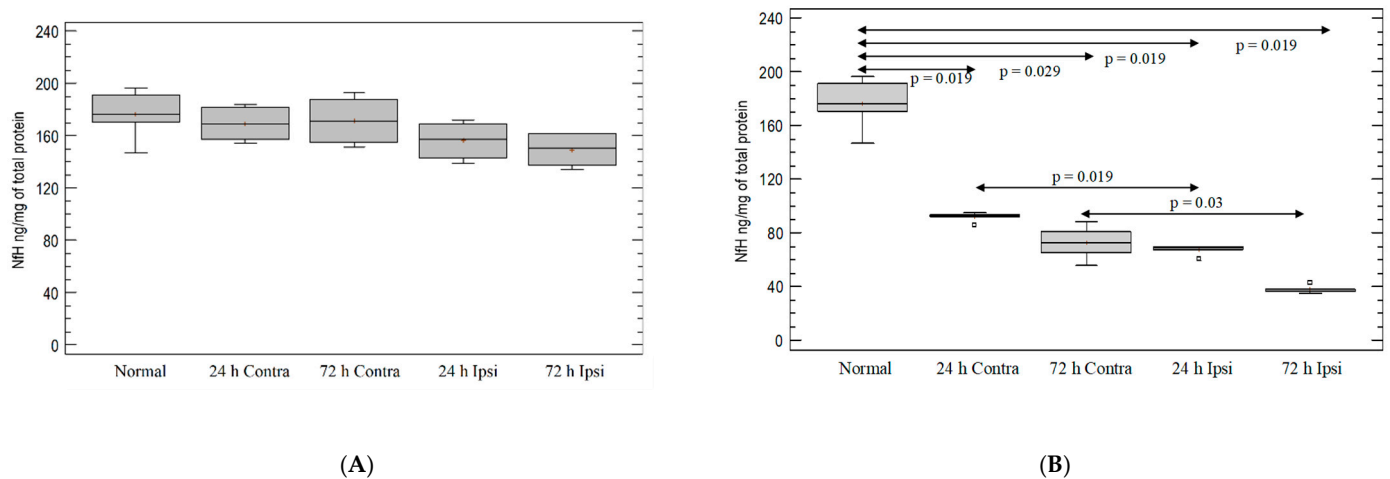 240
200
160
120
80
40
0
NfH ng/mg of total protein
Normal
24 h Contra
72 h Contra
24 h Ipsi
72 h Ipsi
(A)
240
200
160
120
80
40
0
NfH ng/mg of total protein
p = 0.019
p = 0.019
p = 0.029
p = 0.019
p = 0.019
p = 0.03
Normal
24 h Contra
72 h Contra
24 h Ipsi
72 h Ipsi
(B)